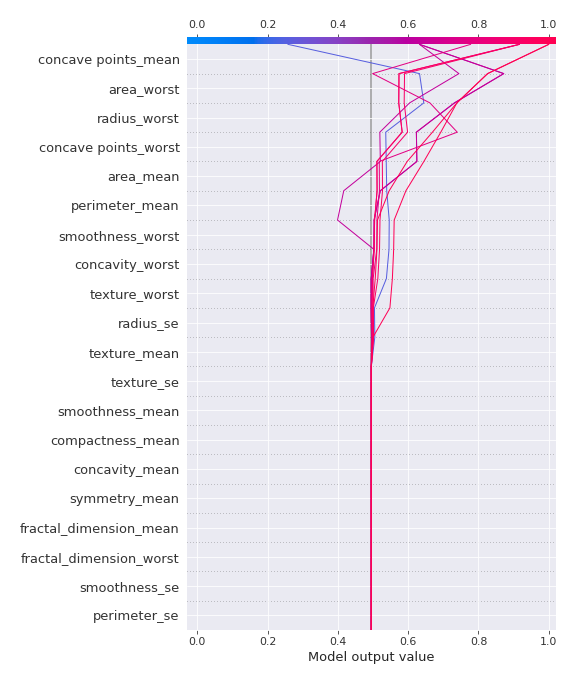 0.0 0.2 0.4 0.6 0.8 1.0
concave points_mean
area_worst
radius_worst
concave points_worst
area_mean
perimeter_mean
smoothness_worst
concavity_worst
texture_worst
radius_se
texture_mean
texture_se
smoothness_mean
compactness_mean
concavity_mean
symmetry_mean
fractal_dimension_mean
fractal_dimension_worst
smoothness_se
perimeter_se
0.0 0.2 0.4 0.6 0.8 1.0
Model output value